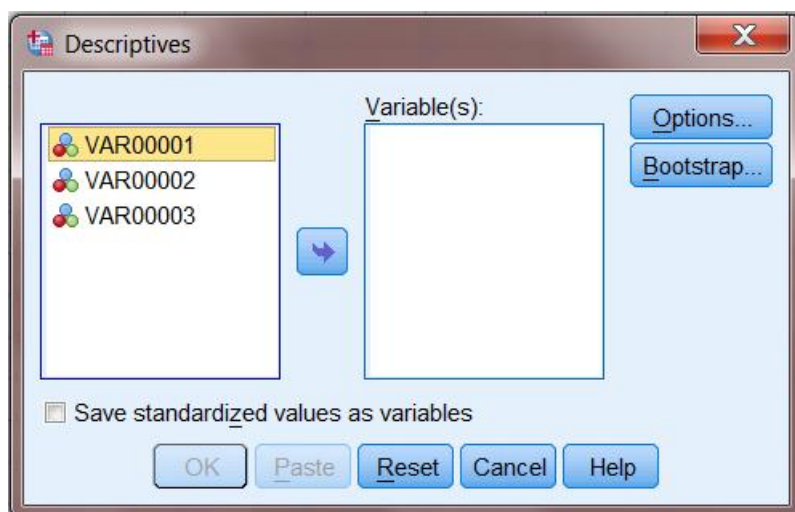 Descriptives
X
Variable(s):
Options...
Bootstrap...
VAR00001
VAR00002
VAR00003
Save standardized values as variables
OK Paste Reset Cancel Help